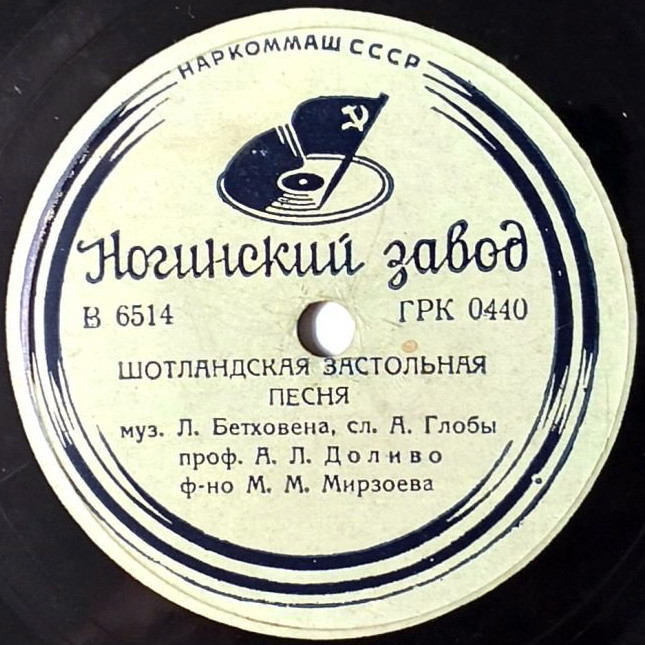 НАРКОММАШ СССР
Ногинский завод
В 6514 ГРК 0440
ШОТЛАНДСКАЯ ЗАСТОЛЬНАЯ
ПЕСНЯ
муз. Л. Бетховена, сл. А. Глобы
проф. А. Л. Доливо
ф-но М. М. Мирзоева